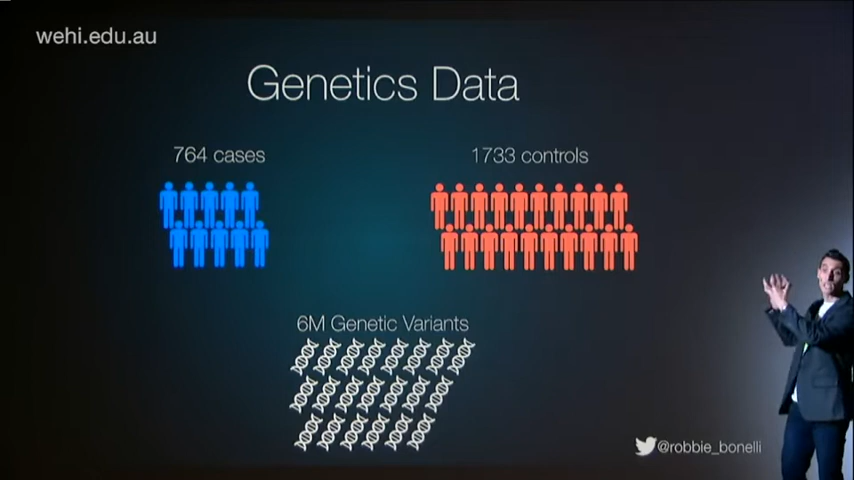 wehi.edu.au
Genetics Data
764 cases
1733 controls
6M Genetic Variants
@robbie_bonelli